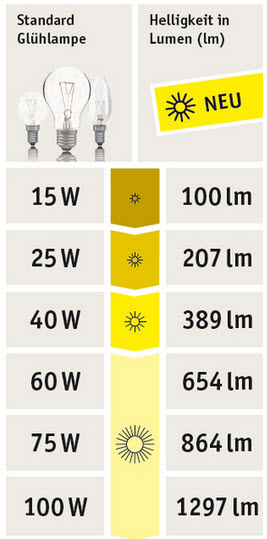 Standard
Glühlampe
Helligkeit in
Lumen (lm)
NEU
15 W 100 lm
25 W 207 lm
40 W 389 lm
60 W 654 lm
75 W 864 lm
100 W 1297 lm